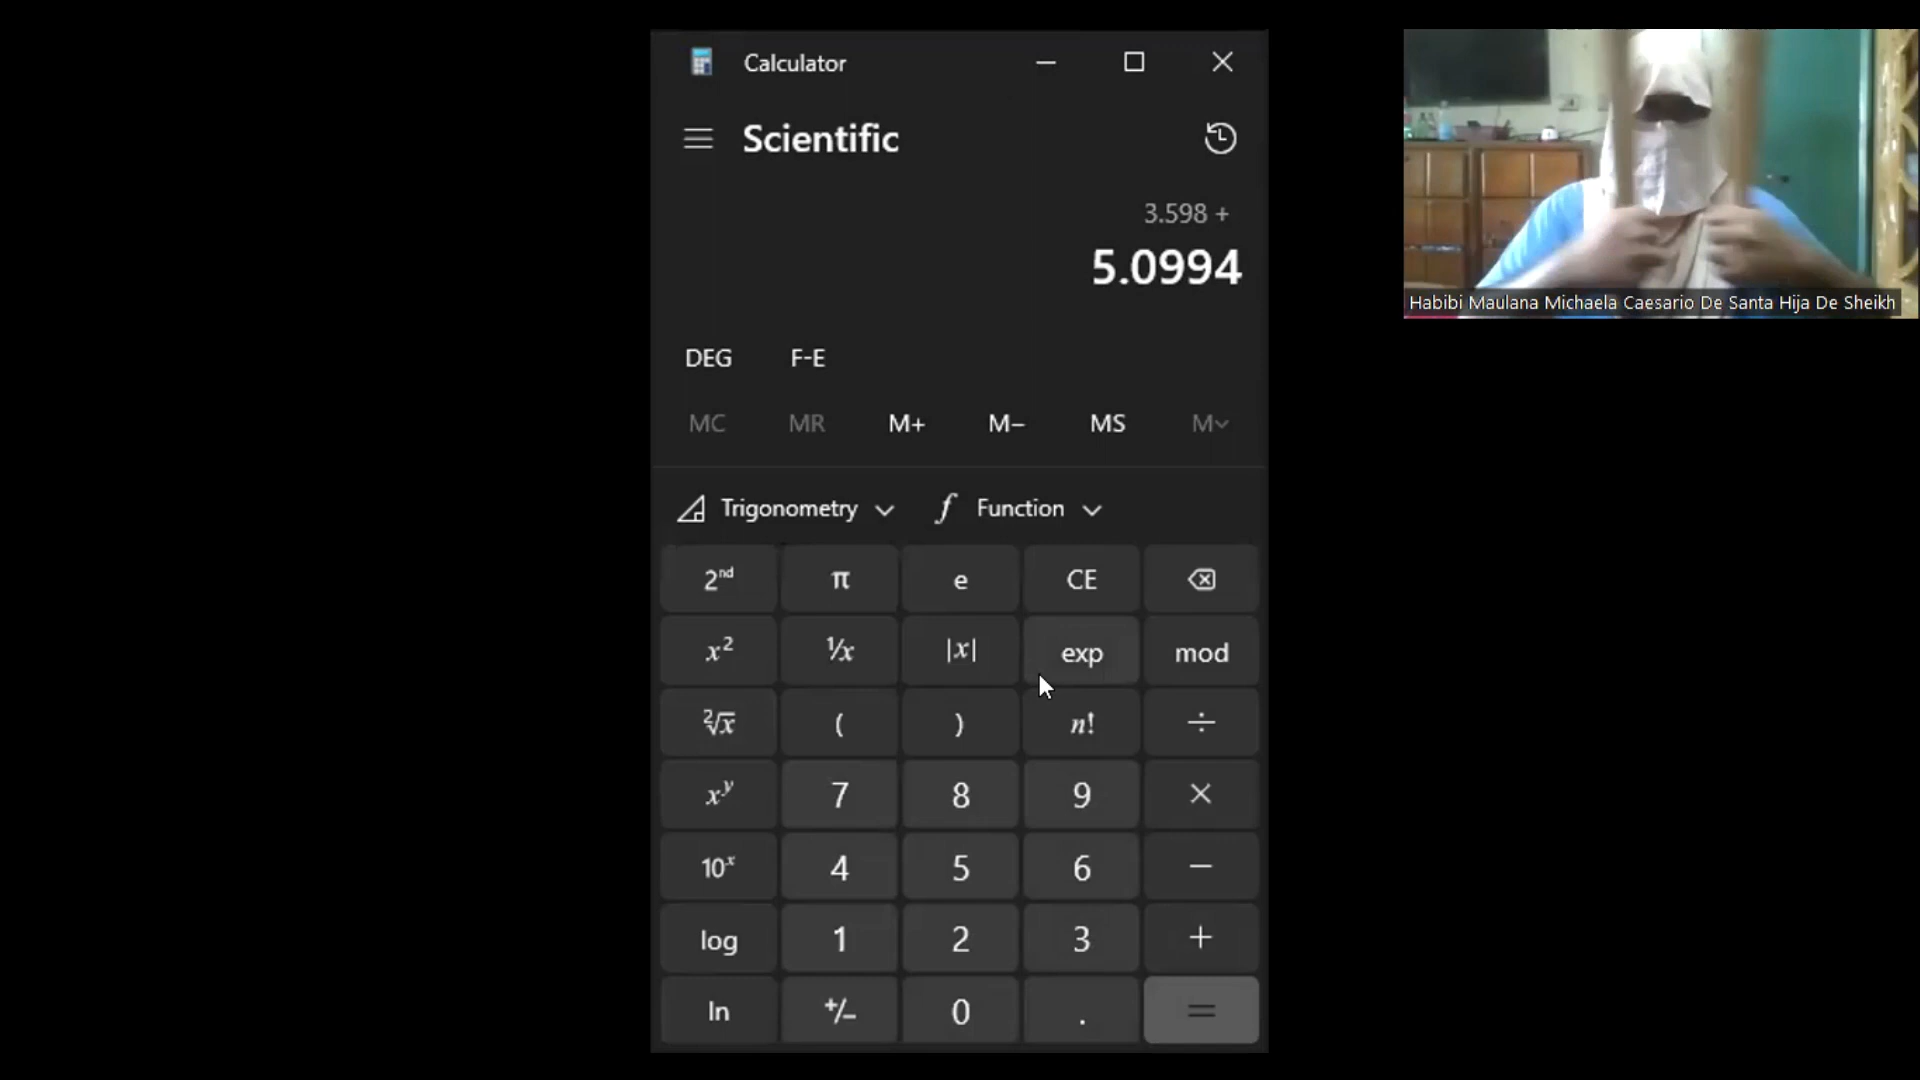 Calculator
Scientific
3.598 +
5.0994
DEG F-E
MC MR M+ M− MS M
Trigonometry f Function
2nd π e CE
x² ¹/x |x| exp mod
²√x ( ) n! ÷
xʸ 7 8 9 ×
10ˣ 4 5 6 −
log 1 2 3 +
ln +/− 0 . =
Habibi Maulana Michaela Caesario De Santa Hija De Sheikh